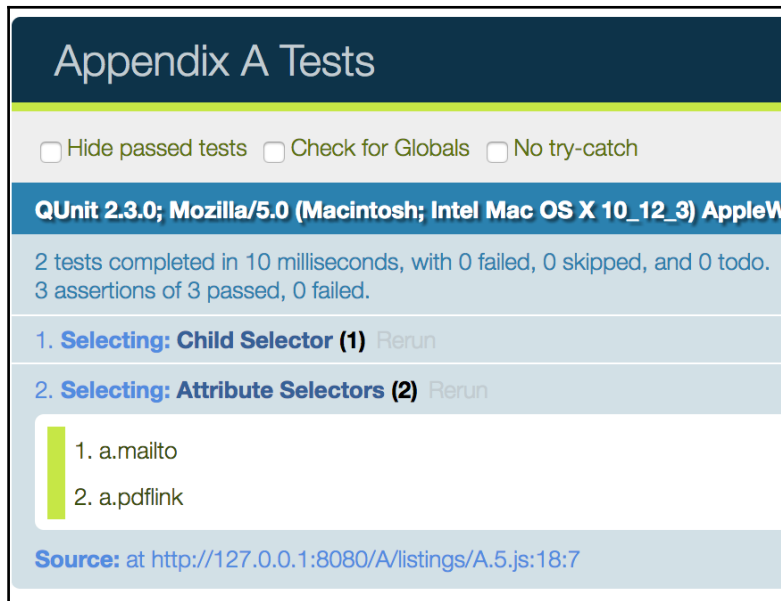 Appendix A Tests
Hide passed tests Check for Globals No try-catch
QUnit 2.3.0; Mozilla/5.0 (Macintosh; Intel Mac OS X 10_12_3)
2 tests completed in 10 milliseconds, with 0 failed, 0 skipped, and 0 todo.
3 assertions of 3 passed, 0 failed.
1. Selecting: Child Selector (1) Rerun
2. Selecting: Attribute Selectors (2) Rerun
1. a.mailto
2. a.pdflink
Source: at http://127.0.0.1:8080/A/listings/A.5.js:18:7